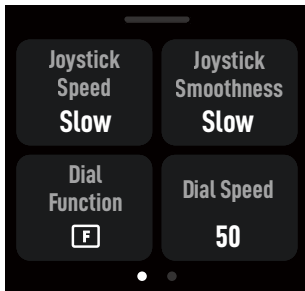 Joystick
Speed
Slow
Joystick
Smoothness
Slow
Dial
Function
F
Dial Speed
50